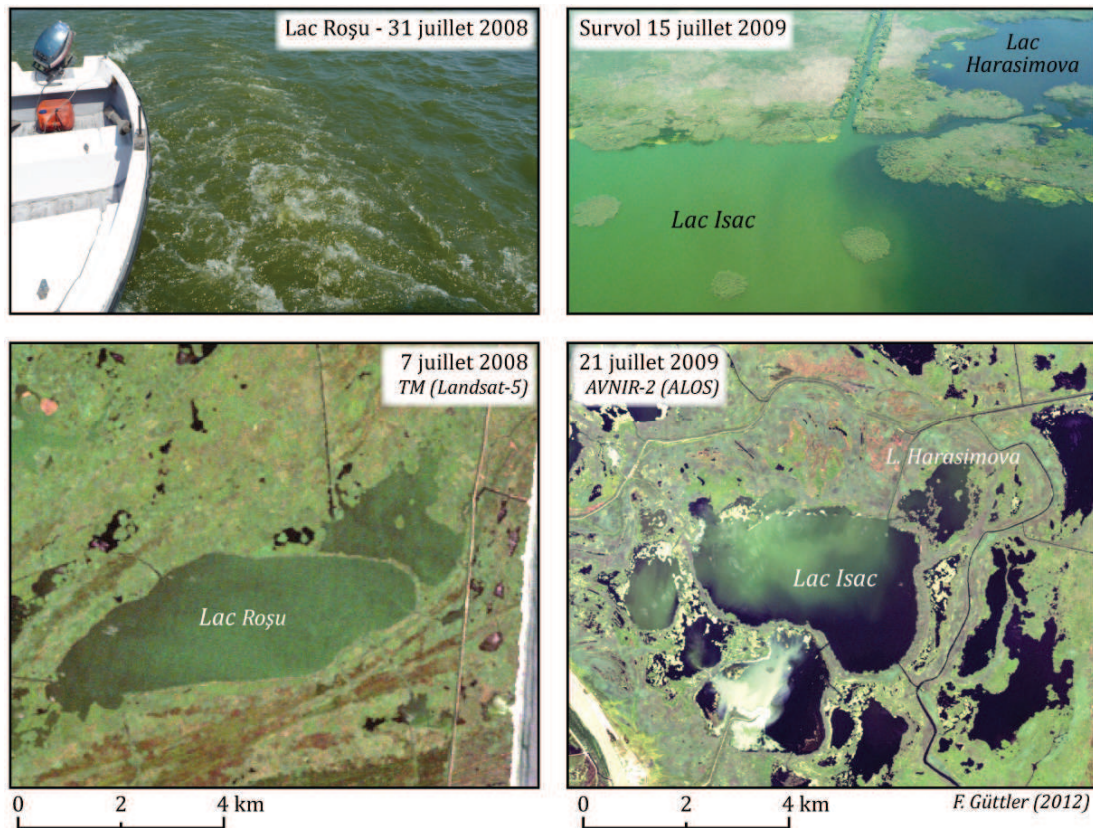 Lac Roşu - 31 juillet 2008
Survol 15 juillet 2009
Lac
Harasimova
Lac Isac
7 juillet 2008
TM (Landsat-5)
Lac Roşu
21 juillet 2009
AVNIR-2 (ALOS)
L. Harasimova
Lac Isac
0 2 4 km
0 2 4 km
F. Güttler (2012)